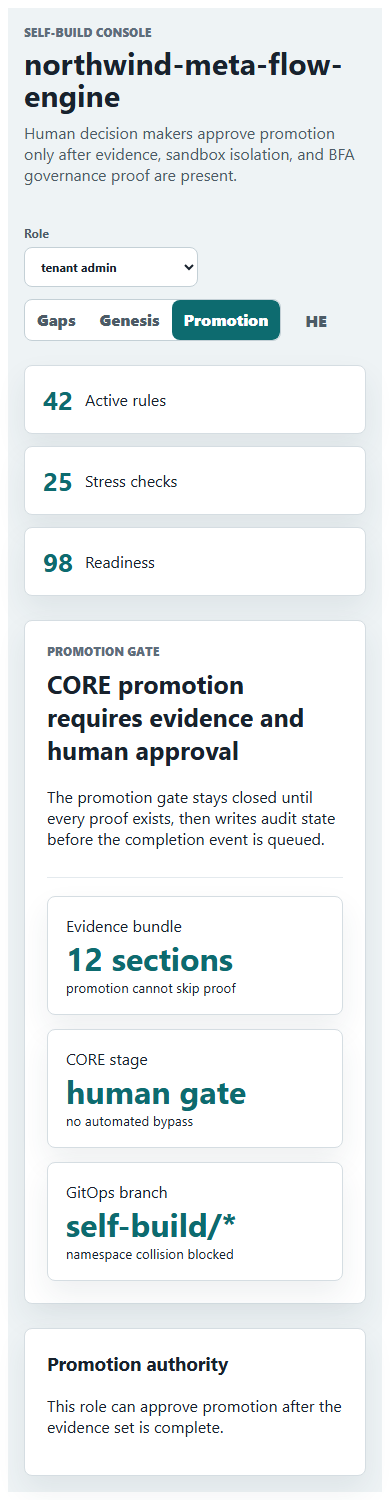 SELF-BUILD CONSOLE
northwind-meta-flow-
engine
Human decision makers approve promotion
only after evidence, sandbox isolation, and BFA
governance proof are present.
Role
tenant admin
Gaps Genesis Promotion HE
42 Active rules
25 Stress checks
98 Readiness
PROMOTION GATE
CORE promotion
requires evidence and
human approval
The promotion gate stays closed until
every proof exists, then writes audit state
before the completion event is queued.
Evidence bundle
12 sections
promotion cannot skip proof
CORE stage
human gate
no automated bypass
GitOps branch
self-build/*
namespace collision blocked
Promotion authority
This role can approve promotion after the
evidence set is complete.